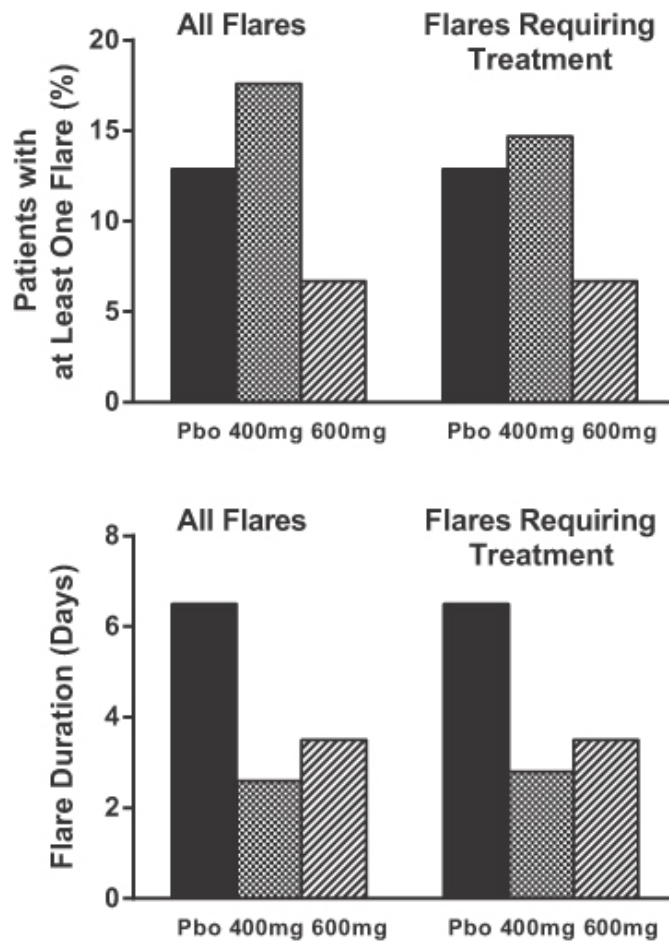 All Flares
Flares Requiring
Treatment
Patients with
at Least One Flare (%)
20
15
10
5
0
Pbo 400mg 600mg
Pbo 400mg 600mg
All Flares
Flares Requiring
Treatment
Flare Duration (Days)
8
6
4
2
0
Pbo 400mg 600mg
Pbo 400mg 600mg